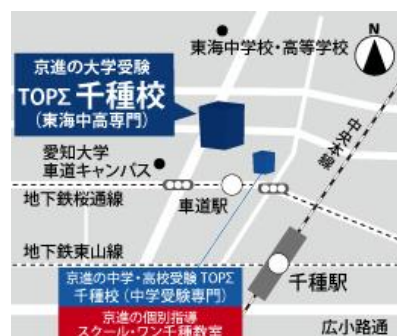 N
東海中学校・高等学校
京進の大学受験
TOPΣ 千種校
(東海中高専門)
中央本線
愛知大学
車道キャンパス
地下鉄桜通線
車道駅
地下鉄東山線
京進の中学・高校受験 TOPΣ
千種校(中学受験専門)
千種駅
京進の個別指導
スクール・ワン千種教室
広小路通